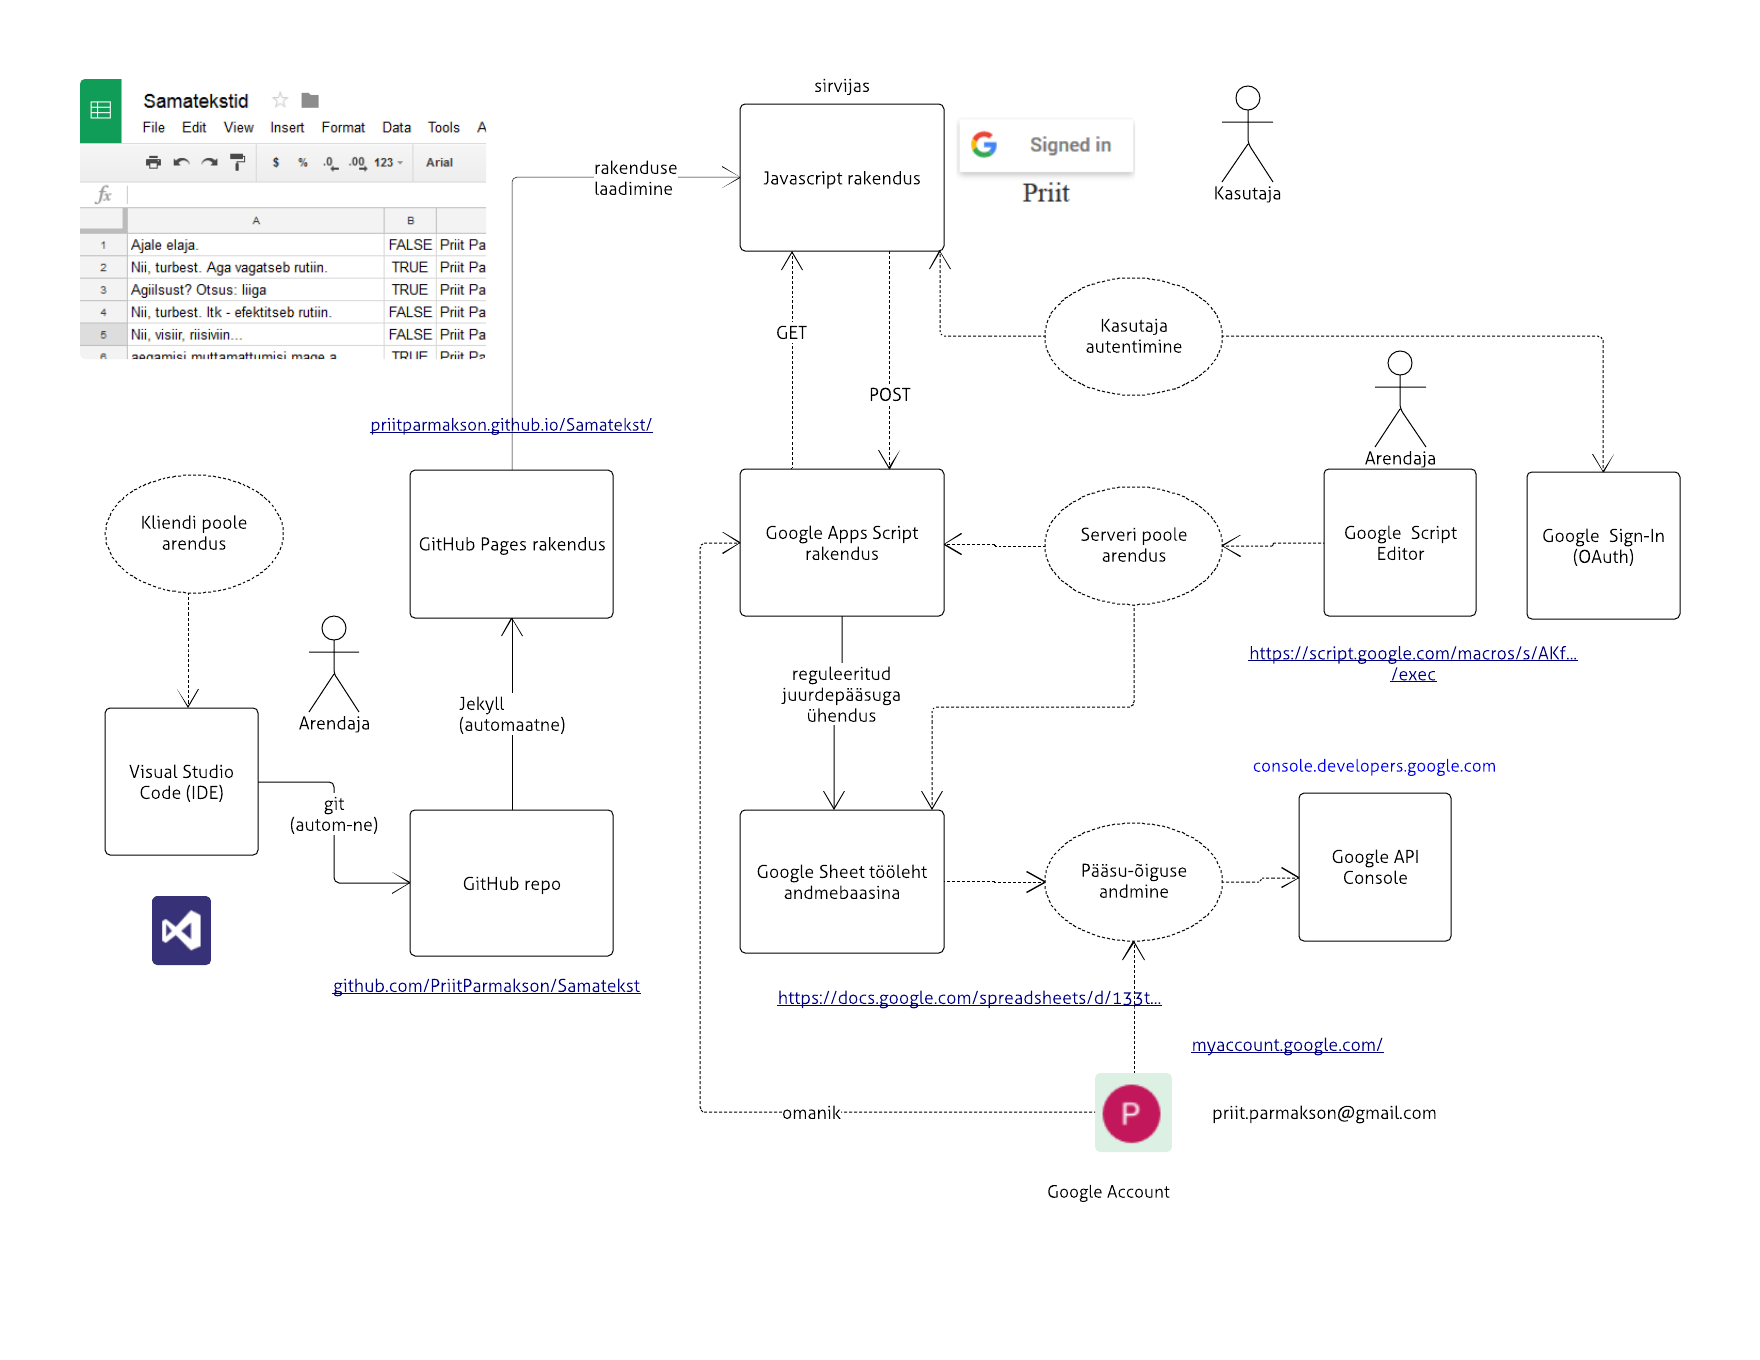 Samatekstid
File Edit View Insert Format Data Tools A
$ % .0 .00 123 Arial
fx
A B
1 Ajale elaja. FALSE Priit Pa
2 Nii, turbest. Aga vagatseb rutiin. TRUE Priit Pa
3 Agiilsust? Otsus: liiga TRUE Priit Pa
4 Nii, turbest. Itk - efektitseb rutiin. FALSE Priit Pa
5 Nii, visiir, riisiviin... FALSE Priit Pa
6 aegamisi muttamattumisi mage a TRUE Priit Pa
sirvijas
Javascript rakendus
Signed in
Priit
Kasutaja
rakenduse
laadimine
GET
POST
Kasutaja
autentimine
priitparmakson.github.io/Samatekst/
Kliendi poole
arendus
GitHub Pages rakendus
Google Apps Script
rakendus
Serveri poole
arendus
Arendaja
Google Script
Editor
Google Sign-In
(OAuth)
https://script.google.com/macros/s/AKf...
/exec
Arendaja
Jekyll
(automaatne)
reguleeritud
juurdepääsuga
ühendus
Visual Studio
Code (IDE)
git
(autom-ne)
GitHub repo
github.com/PriitParmakson/Samatekst
Google Sheet tööleht
andmebaasina
Pääsu-õiguse
andmine
console.developers.google.com
Google API
Console
https://docs.google.com/spreadsheets/d/133t...
myaccount.google.com/
omanik
P
priit.parmakson@gmail.com
Google Account